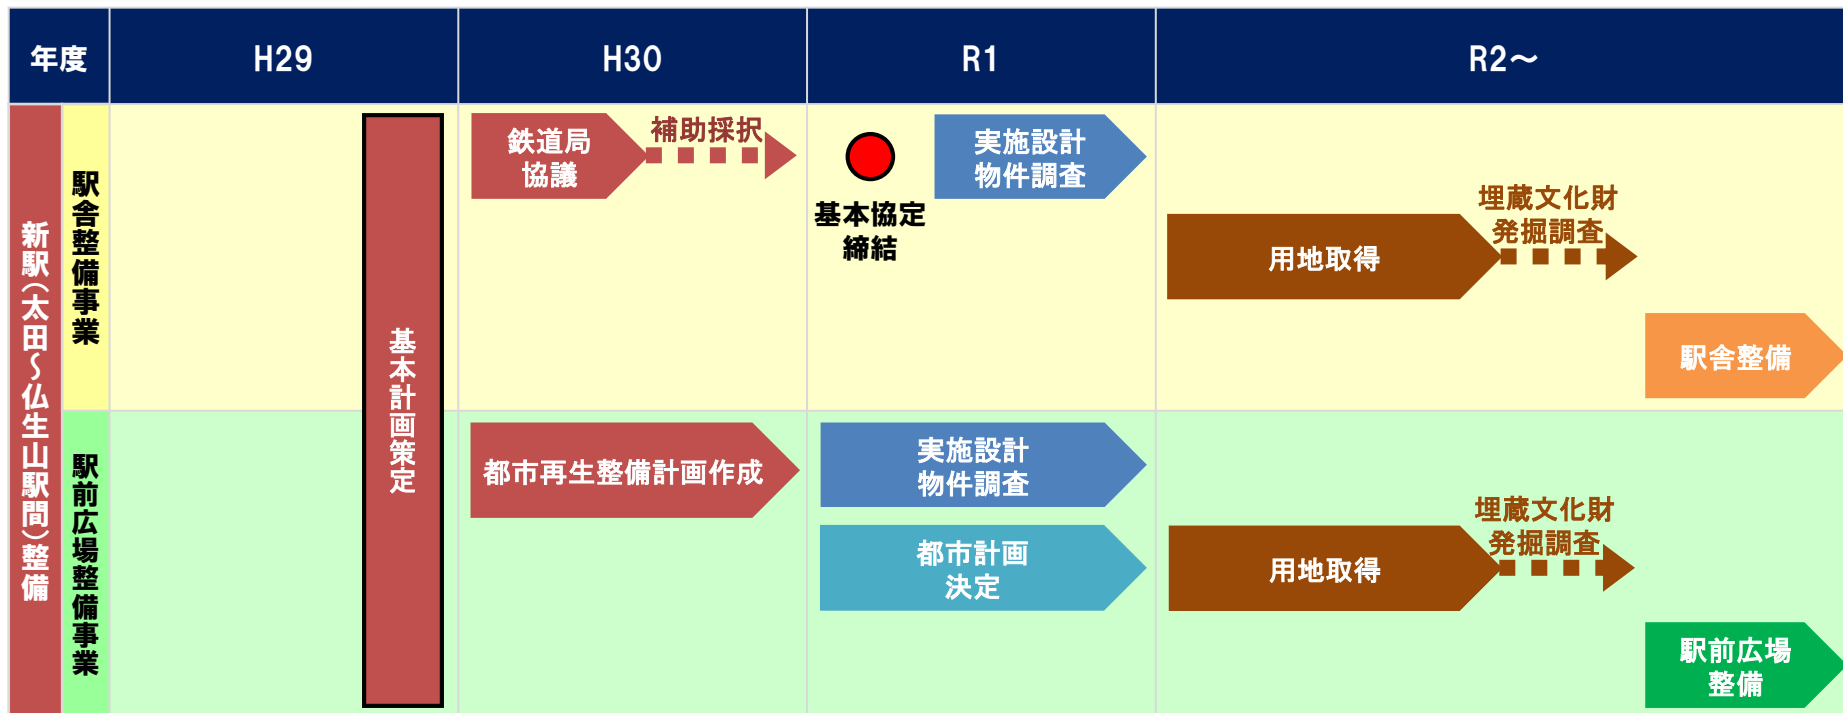 年度
H29
H30
R1
R2～
新駅（太田～仏生山駅間）整備
駅舎整備事業
基本計画策定
鉄道局
協議
補助採択
基本協定
締結
実施設計
物件調査
用地取得
埋蔵文化財
発掘調査
駅舎整備
駅前広場整備事業
都市再生整備計画作成
実施設計
物件調査
都市計画
決定
用地取得
埋蔵文化財
発掘調査
駅前広場
整備